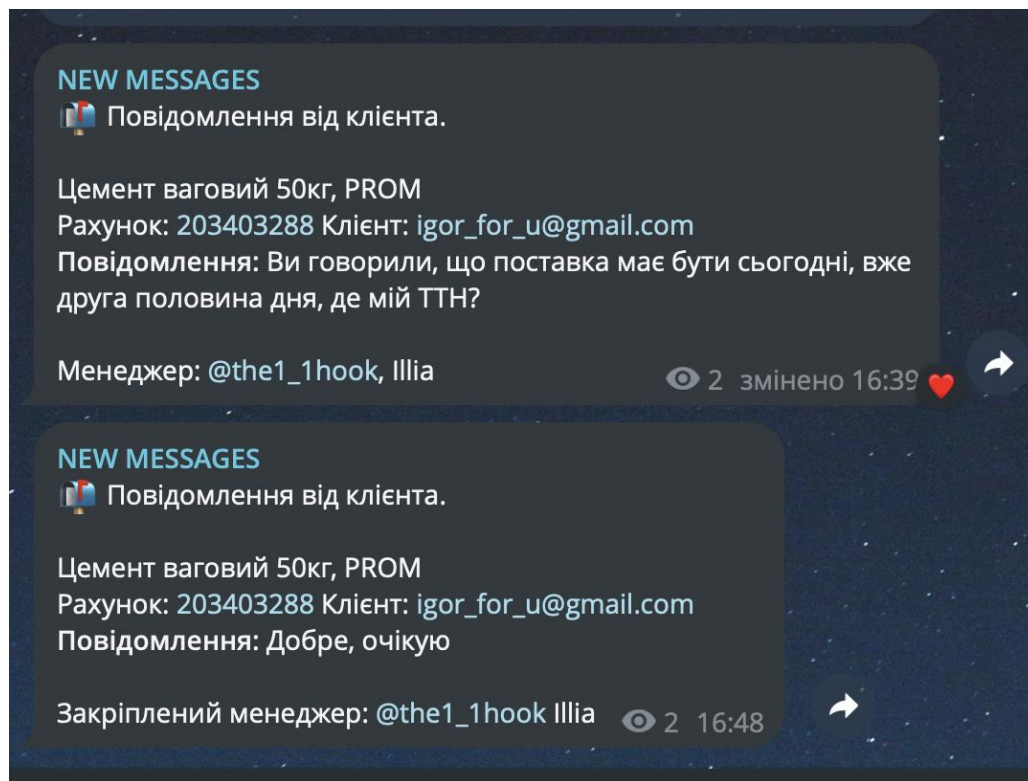 NEW MESSAGES
📬 Повідомлення від клієнта.
Цемент ваговий 50кг, PROM
Рахунок: 203403288 Клієнт: igor_for_u@gmail.com
Повідомлення: Ви говорили, що поставка має бути сьогодні, вже
друга половина дня, де мій ТТН?
Менеджер: @the1_1hook, Illia
2 змінено 16:39
NEW MESSAGES
📬 Повідомлення від клієнта.
Цемент ваговий 50кг, PROM
Рахунок: 203403288 Клієнт: igor_for_u@gmail.com
Повідомлення: Добре, очікую
Закріплений менеджер: @the1_1hook Illia
2 16:48